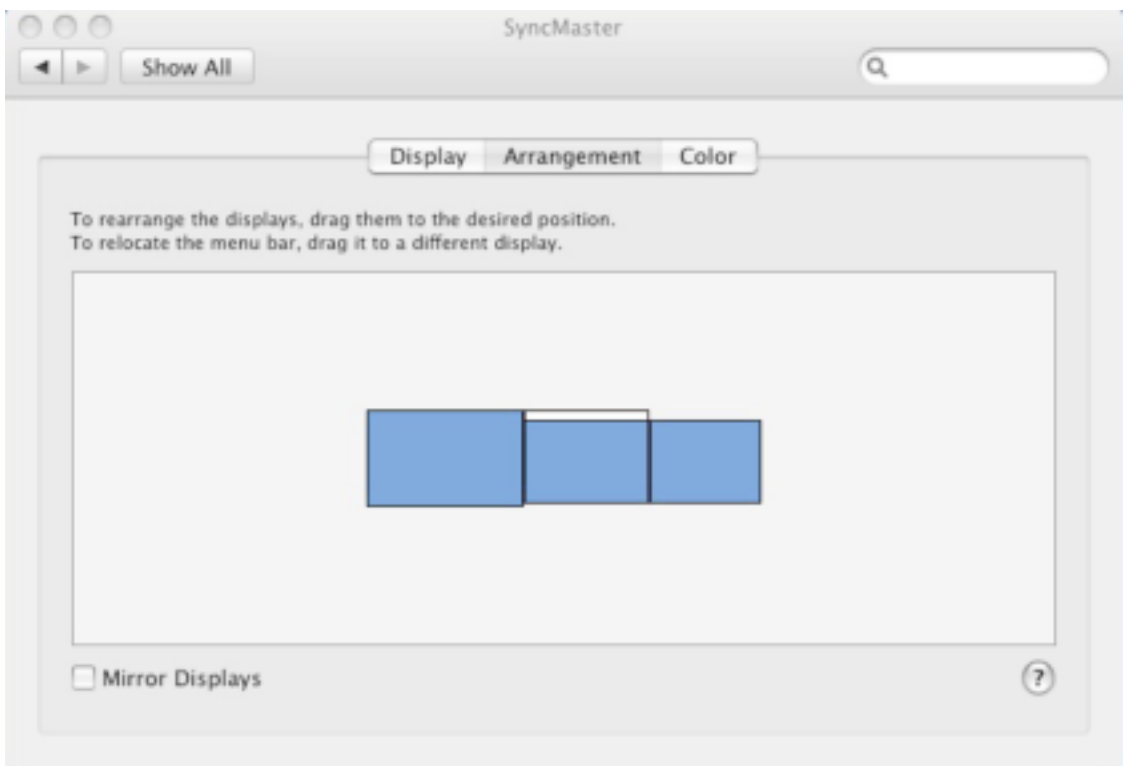 SyncMaster
Show All
Display Arrangement Color
To rearrange the displays, drag them to the desired position.
To relocate the menu bar, drag it to a different display.
Mirror Displays
?